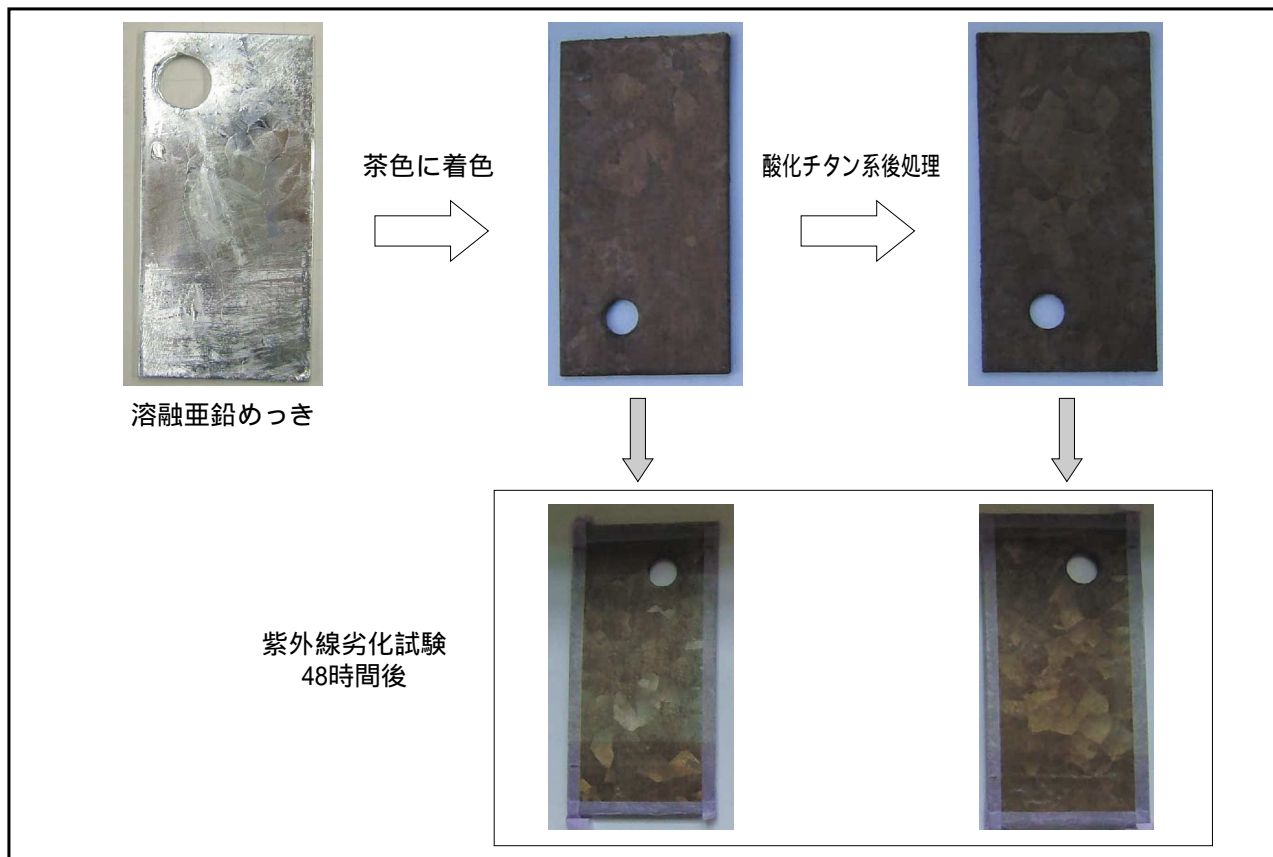 茶色に着色
酸化チタン系後処理
溶融亜鉛めっき
紫外線劣化試験
48時間後